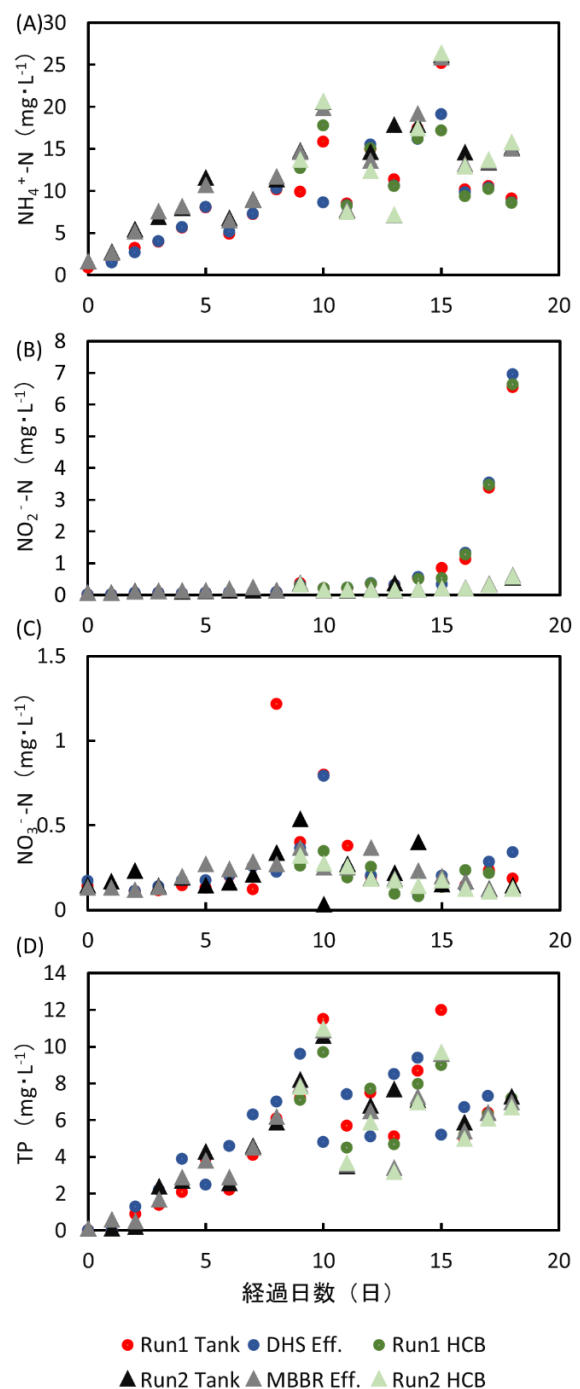 (A)
30
25
20
15
10
5
0
NH₄⁺-N （mg･L⁻¹）
0 5 10 15 20
(B)
8
7
6
5
4
3
2
1
0
NO₂⁻-N （mg･L⁻¹）
0 5 10 15 20
(C)
1.5
1
0.5
0
NO₃⁻-N （mg･L⁻¹）
0 5 10 15 20
(D)
14
12
10
8
6
4
2
0
TP （mg･L⁻¹）
0 5 10 15 20
経過日数（日）
Run1 Tank DHS Eff. Run1 HCB
Run2 Tank MBBR Eff. Run2 HCB